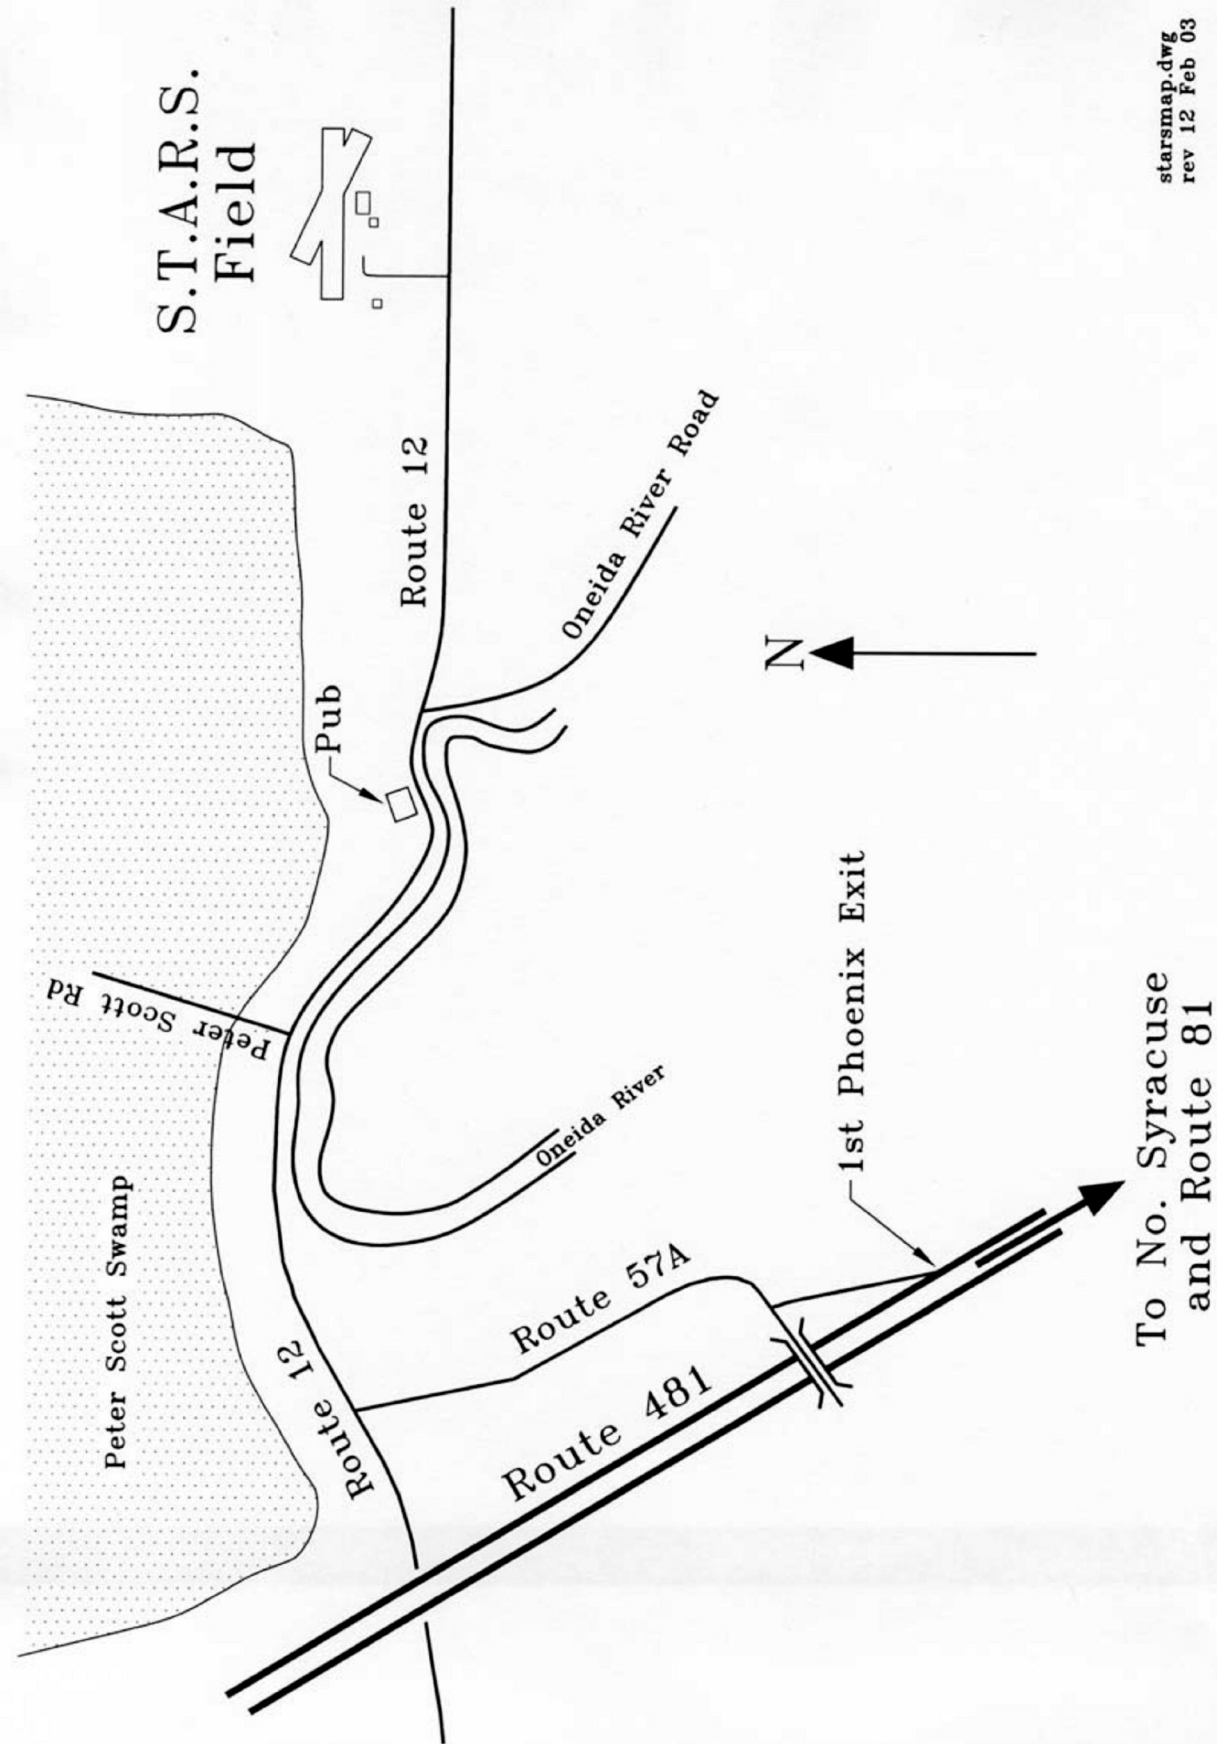 S.T.A.R.S.
Field
Peter Scott Swamp
Peter Scott Rd
Route 12
Pub
Route 12
Oneida River Road
Oneida River
Route 57A
Route 481
N
1st Phoenix Exit
To No. Syracuse
and Route 81
starsmap.dwg
rev 12 Feb 03